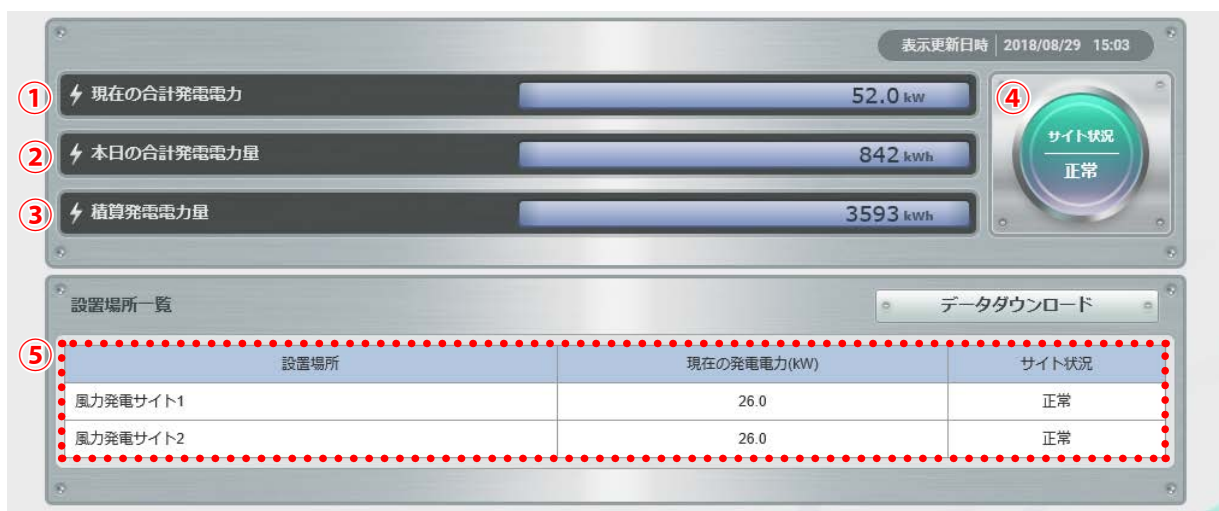 表示更新日時 2018/08/29 15:03
① 現在の合計発電電力 52.0 kW
② 本日の合計発電電力量 842 kWh
③ 積算発電電力量 3593 kWh
④
サイト状況
正常
設置場所一覧 データダウンロード
⑤
設置場所 現在の発電電力(kW) サイト状況
風力発電サイト1 26.0 正常
風力発電サイト2 26.0 正常